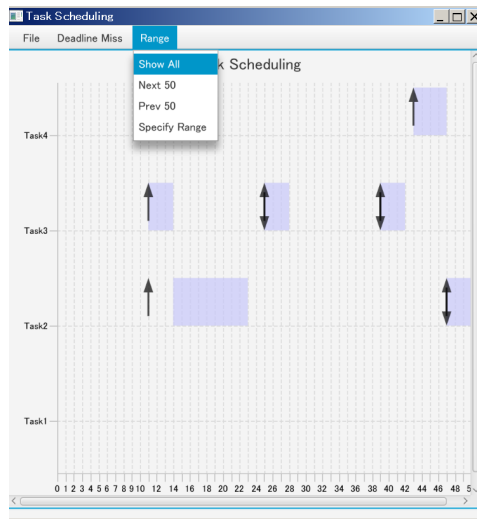 Task Scheduling
File Deadline Miss Range
Show All
Next 50
Prev 50
Specify Range
k Scheduling
Task4
Task3
Task2
Task1
0 1 2 3 4 5 6 7 8 9 10 12 14 16 18 20 22 24 26 28 30 32 34 36 38 40 42 44 46 48 5